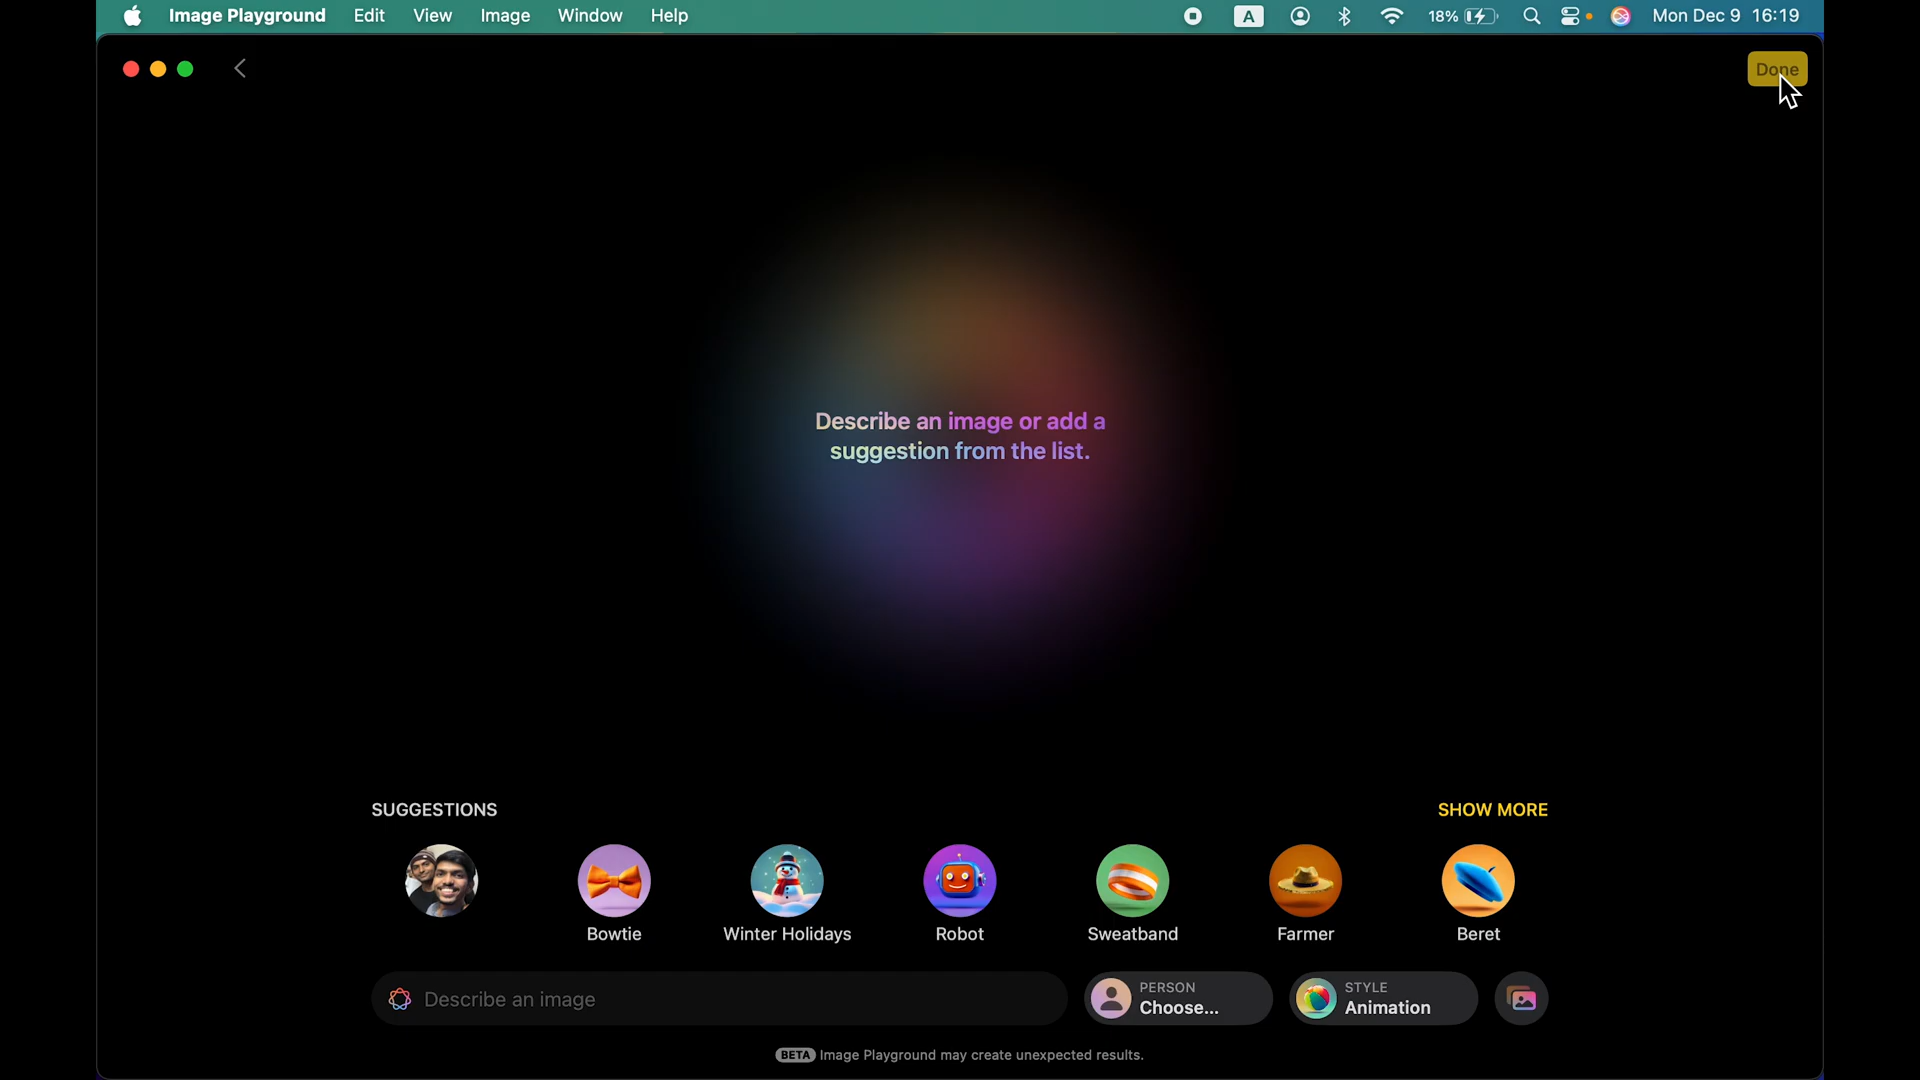 Image Playground Edit View Image Window Help A 18% Mon Dec 9 16:19
Done
Describe an image or add a
suggestion from the list.
SUGGESTIONS SHOW MORE
Bowtie Winter Holidays Robot Sweatband Farmer Beret
Describe an image
PERSON
Choose...
STYLE
Animation
BETA Image Playground may create unexpected results.